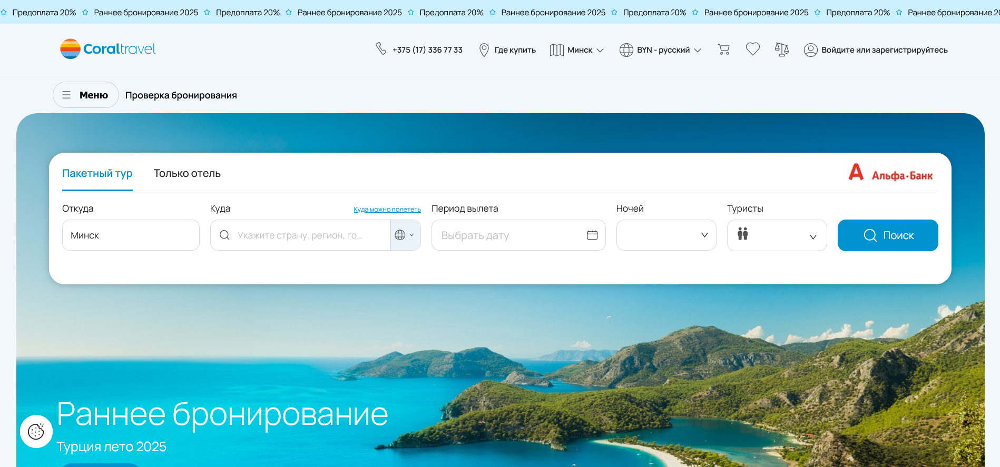 Предоплата 20% Раннее бронирование 2025 Предоплата 20% Раннее бронирование 2025 Предоплата 20% Раннее бронирование 2025 Предоплата 20% Раннее бронирование 2025 Предоплата 20% Раннее бронирование 20
Coraltravel +375 (17) 336 77 33 Где купить Минск BYN - русский Войдите или зарегистрируйтесь
Меню Проверка бронирования
Пакетный тур Только отель А Альфа·Банк
Откуда Куда Куда можно полететь Период вылета Ночей Туристы
Минск Укажите страну, регион, го... Выбрать дату Поиск
Раннее бронирование
Турция лето 2025